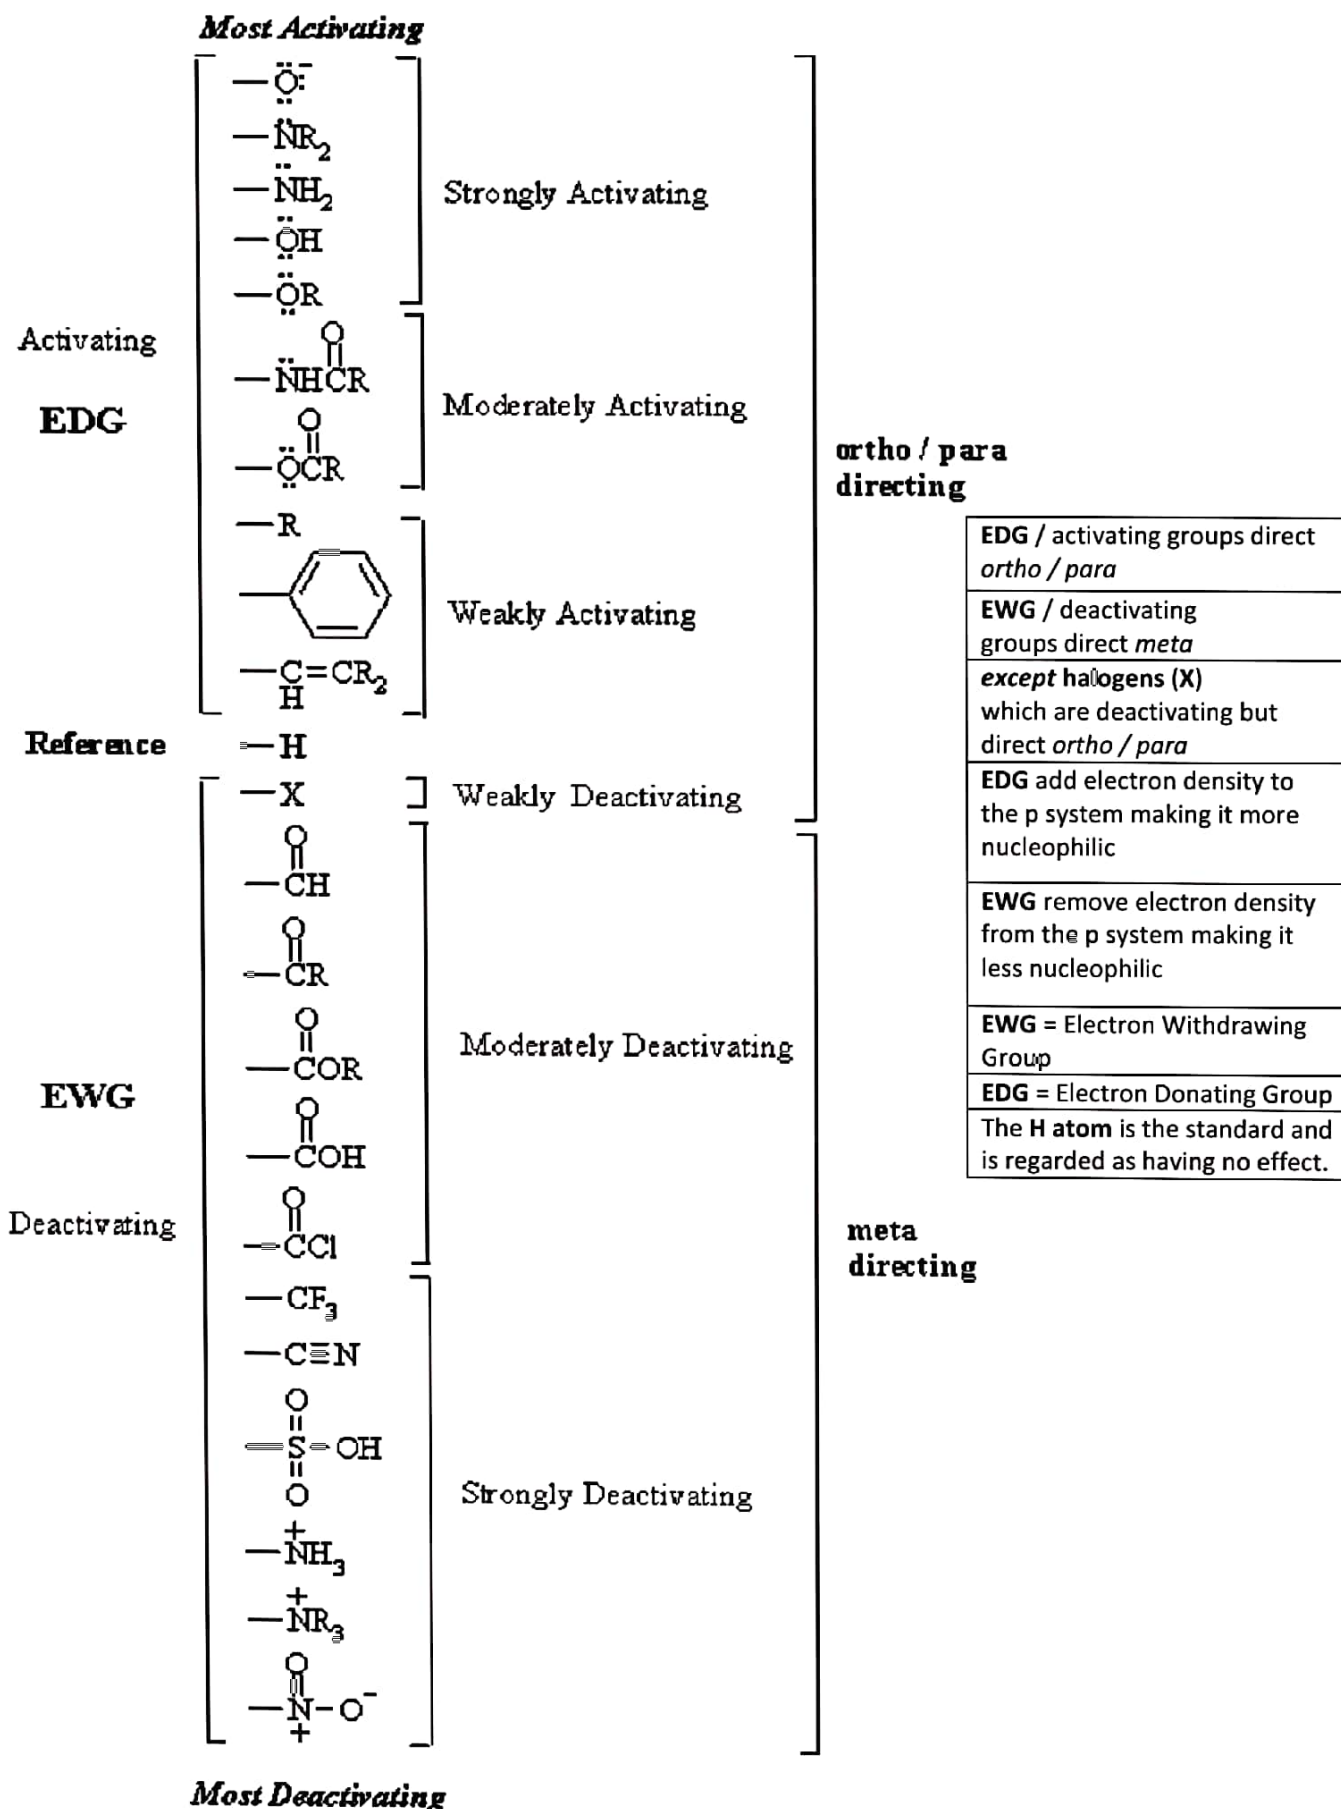 Most Activating
—Ö:⁻
—N̈R₂
—N̈H₂
—ÖH
—ÖR
Strongly Activating
Activating
EDG
O
—N̈HCR
O
—ÖCR
Moderately Activating
—R
—C=CR₂
H
Weakly Activating
ortho / para
directing
Reference
—H
—X
Weakly Deactivating
O
—CH
O
—CR
O
—COR
O
—COH
O
—CCl
Moderately Deactivating
EWG
Deactivating
—CF₃
—C≡N
O
—S—OH
O
+
—NH₃
+
—NR₃
O
—N—O⁻
+
Strongly Deactivating
meta
directing
Most Deactivating
EDG / activating groups direct
ortho / para
EWG / deactivating
groups direct meta
except halogens (X)
which are deactivating but
direct ortho / para
EDG add electron density to
the p system making it more
nucleophilic
EWG remove electron density
from the p system making it
less nucleophilic
EWG = Electron Withdrawing
Group
EDG = Electron Donating Group
The H atom is the standard and
is regarded as having no effect.